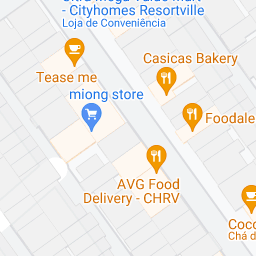 - Cityhomes Resortville
Loja de Conveniência
Casicas Bakery
Tease me
miong store
Foodale
AVG Food
Delivery - CHRV
Coco
Chá d